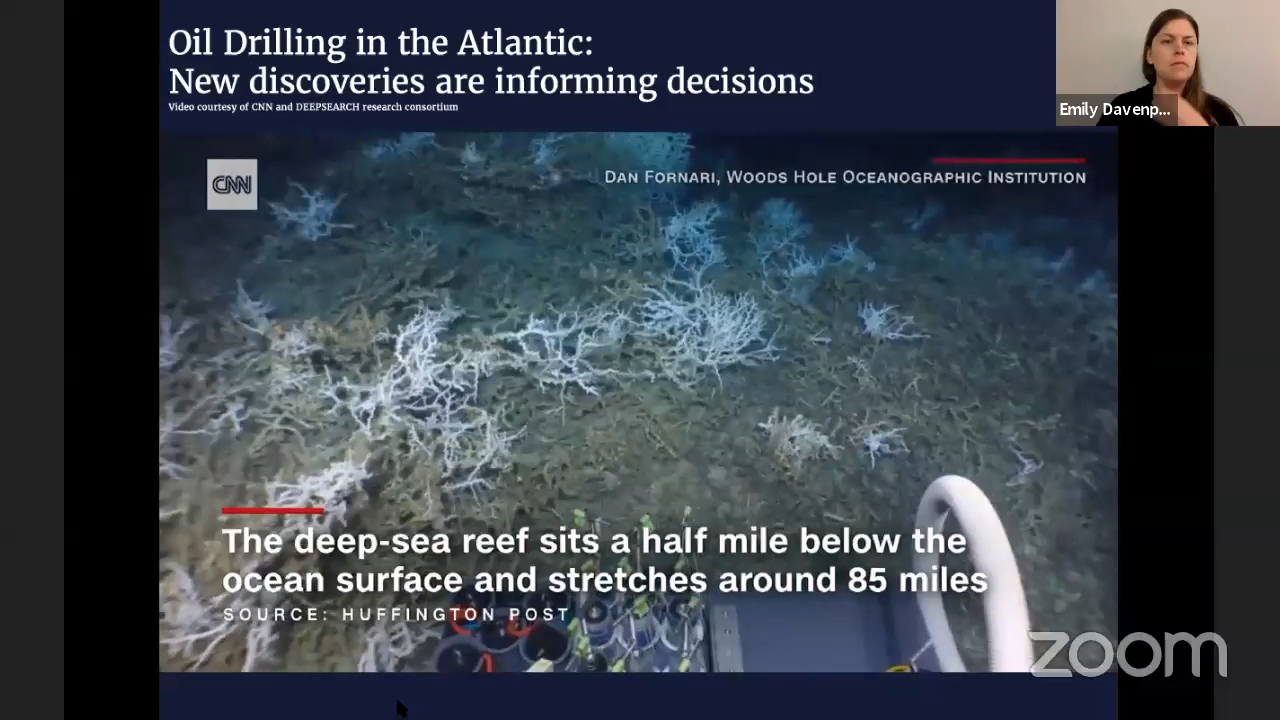 Oil Drilling in the Atlantic:
New discoveries are informing decisions
Video courtesy of CNN and DEEPSEARCH research consortium
Emily Davenp...
CNN
DAN FORNARI, WOODS HOLE OCEANOGRAPHIC INSTITUTION
The deep-sea reef sits a half mile below the
ocean surface and stretches around 85 miles
SOURCE: HUFFINGTON POST
zoom